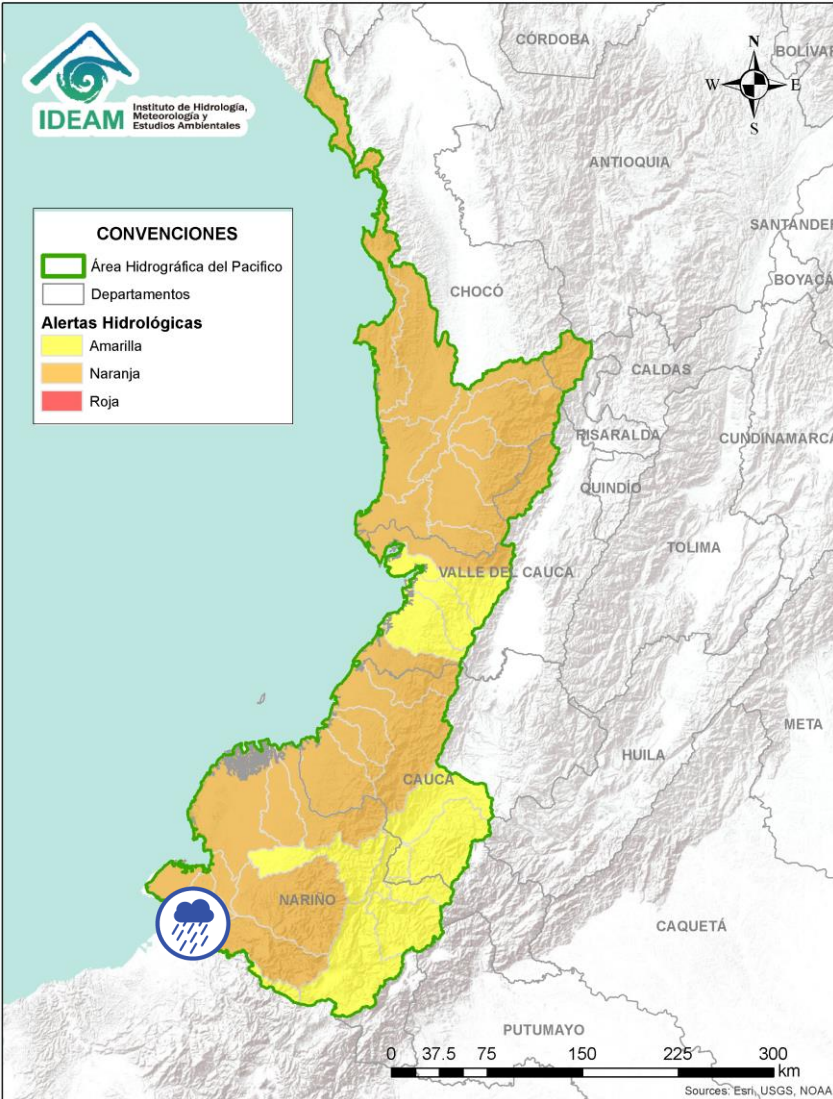 IDEAM
Instituto de Hidrología,
Meteorología y
Estudios Ambientales
CONVENCIONES
Área Hidrográfica del Pacifico
Departamentos
Alertas Hidrológicas
Amarilla
Naranja
Roja
N
W
E
S
CÓRDOBA
BOLÍVAR
ANTIOQUIA
SANTANDER
BOYACÁ
CHOCÓ
CALDAS
RISARALDA
CUNDINAMARCA
QUINDÍO
TOLIMA
VALLE DEL CAUCA
META
HUILA
CAUCA
NARIÑO
CAQUETÁ
PUTUMAYO
0 37.5 75 150 225 300
km
Sources: Esri, USGS, NOAA